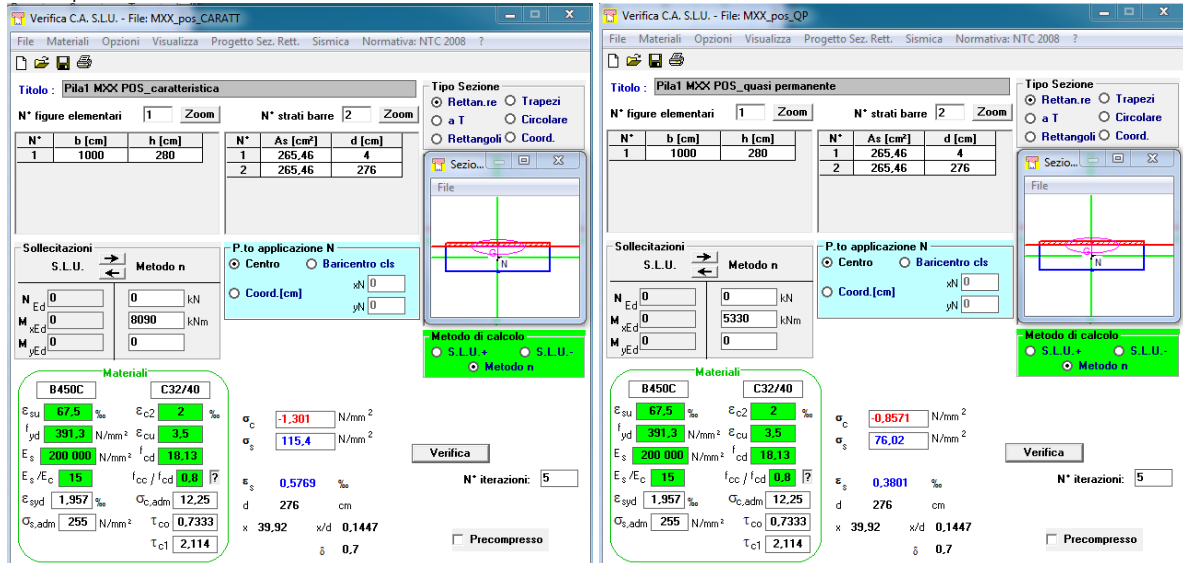 Verifica C.A. S.L.U. - File: MXX_pos_CARATT
File Materiali Opzioni Visualizza Progetto Sez. Rett. Sismica Normativa: NTC 2008 ?
Titolo : Pila1 MXX POS_caratteristica
N° figure elementari 1 Zoom N° strati barre 2 Zoom
N° b [cm] h [cm]
1 1000 280
N° As [cm²] d [cm]
1 265,46 4
2 265,46 276
Tipo Sezione
Rettan.re Trapezi
a T Circolare
Rettangoli Coord.
Sezio...
File
N
Sollecitazioni
S.L.U. Metodo n
N Ed 0 0 kN
M xEd 0 8090 kNm
M yEd 0 0
P.to applicazione N
Centro Baricentro cls
Coord.[cm] xN 0
yN 0
Metodo di calcolo
S.L.U.+ S.L.U.-
Metodo n
Materiali
B450C C32/40
εsu 67,5 ‰ εc2 2 ‰
fyd 391,3 N/mm² εcu 3,5
Es 200 000 N/mm² fcd 18,13
Es/Ec 15 fcc / fcd 0,8 ?
εsyd 1,957 ‰ σc,adm 12,25
σs,adm 255 N/mm² τco 0,7333
τc1 2,114
σc -1,301 N/mm²
σs 115,4 N/mm²
εs 0,5769 ‰
d 276 cm
x 39,92 x/d 0,1447
δ 0,7
Verifica
N° iterazioni: 5
Precompresso
Verifica C.A. S.L.U. - File: MXX_pos_QP
File Materiali Opzioni Visualizza Progetto Sez. Rett. Sismica Normativa: NTC 2008 ?
Titolo : Pila1 MXX POS_quasi permanente
N° figure elementari 1 Zoom N° strati barre 2 Zoom
N° b [cm] h [cm]
1 1000 280
N° As [cm²] d [cm]
1 265,46 4
2 265,46 276
Tipo Sezione
Rettan.re Trapezi
a T Circolare
Rettangoli Coord.
Sezio...
File
N
Sollecitazioni
S.L.U. Metodo n
N Ed 0 0 kN
M xEd 0 5330 kNm
M yEd 0 0
P.to applicazione N
Centro Baricentro cls
Coord.[cm] xN 0
yN 0
Metodo di calcolo
S.L.U.+ S.L.U.-
Metodo n
Materiali
B450C C32/40
εsu 67,5 ‰ εc2 2 ‰
fyd 391,3 N/mm² εcu 3,5
Es 200 000 N/mm² fcd 18,13
Es/Ec 15 fcc / fcd 0,8 ?
εsyd 1,957 ‰ σc,adm 12,25
σs,adm 255 N/mm² τco 0,7333
τc1 2,114
σc -0,8571 N/mm²
σs 76,02 N/mm²
εs 0,3801 ‰
d 276 cm
x 39,92 x/d 0,1447
δ 0,7
Verifica
N° iterazioni: 5
Precompresso